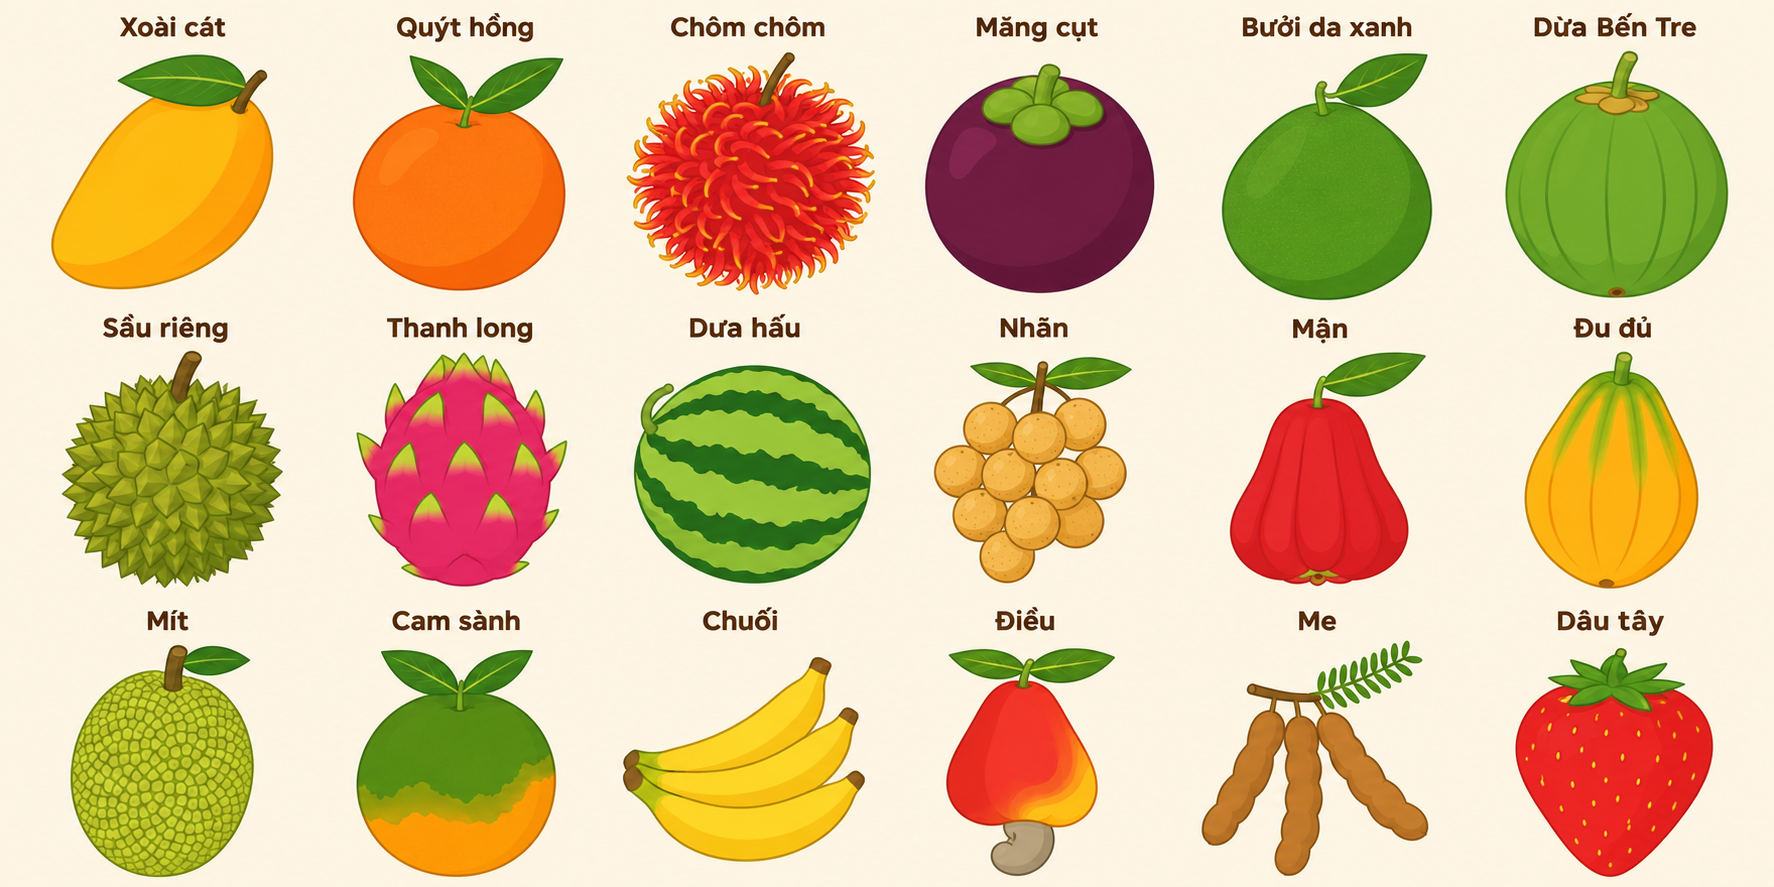 Xoài cát
Quýt hồng
Chôm chôm
Măng cụt
Bưởi da xanh
Dừa Bến Tre
Sầu riêng
Thanh long
Dưa hấu
Nhãn
Mận
Đu đủ
Mít
Cam sành
Chuối
Điều
Me
Dâu tây